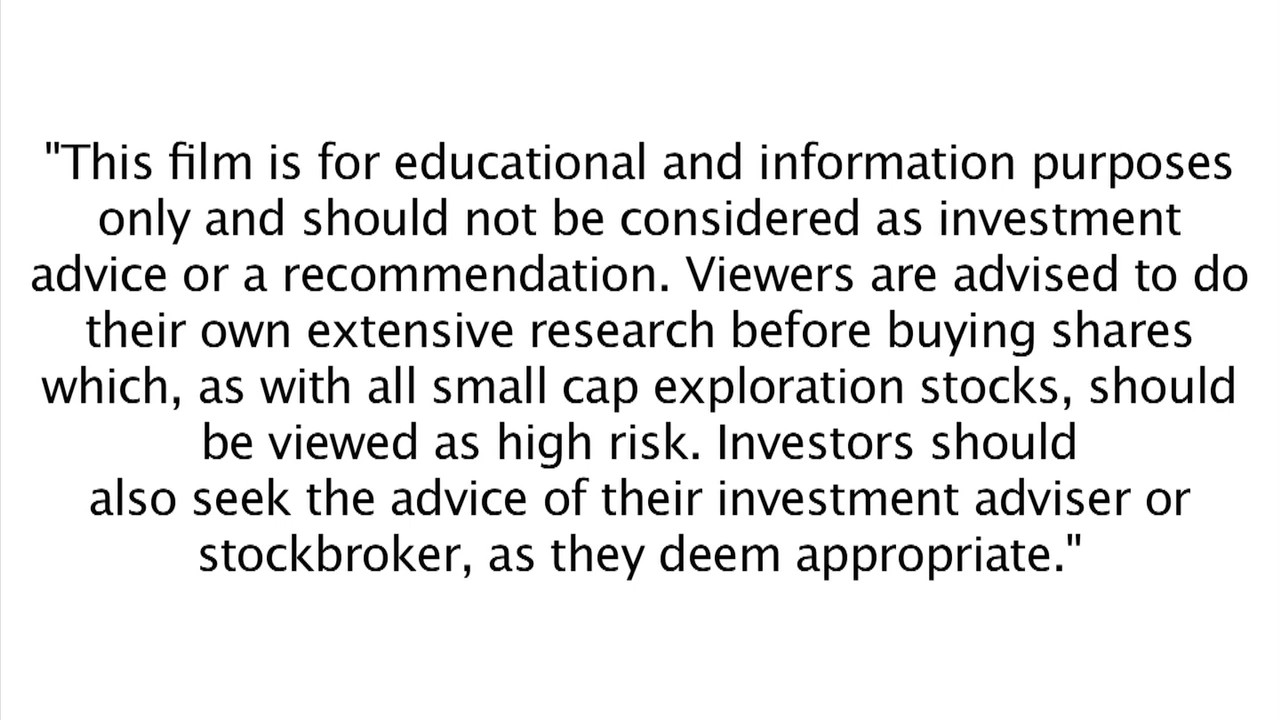 "This film is for educational and information purposes
only and should not be considered as investment
advice or a recommendation. Viewers are advised to do
their own extensive research before buying shares
which, as with all small cap exploration stocks, should
be viewed as high risk. Investors should
also seek the advice of their investment adviser or
stockbroker, as they deem appropriate."